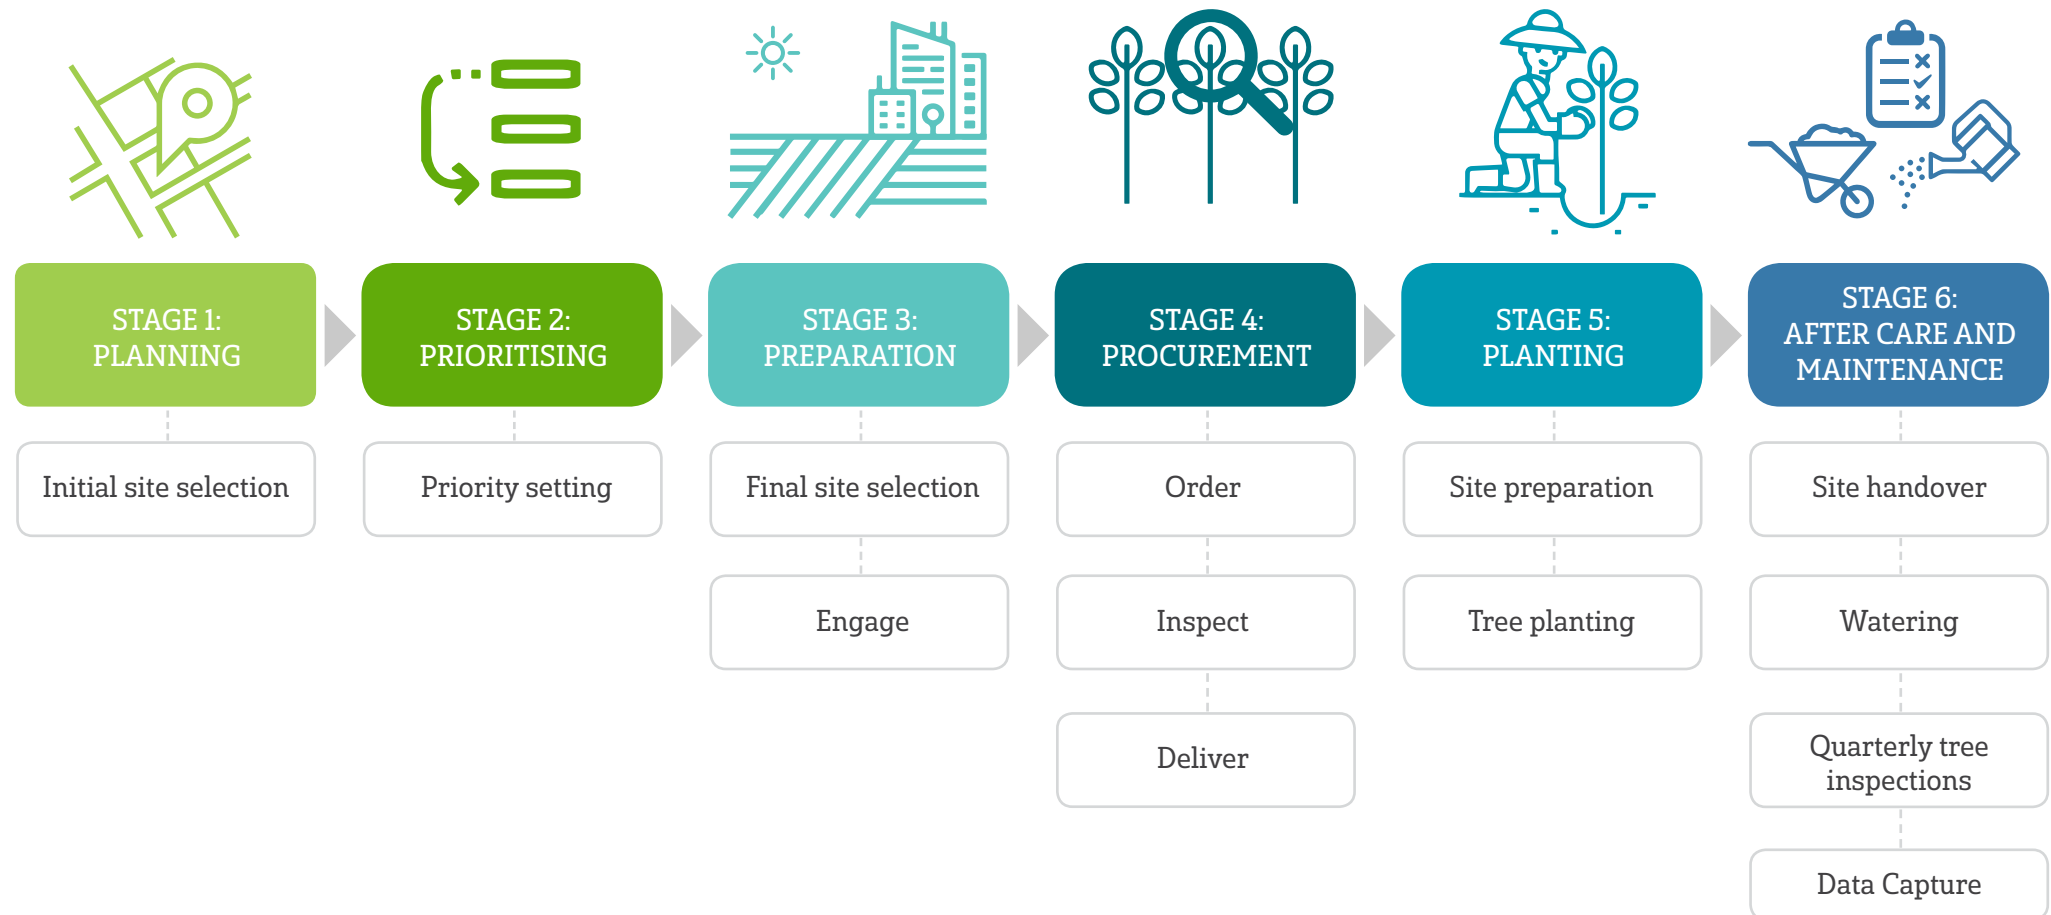 STAGE 1:
PLANNING
STAGE 2:
PRIORITISING
STAGE 3:
PREPARATION
STAGE 4:
PROCUREMENT
STAGE 5:
PLANTING
STAGE 6:
AFTER CARE AND
MAINTENANCE
Initial site selection
Priority setting
Final site selection
Order
Site preparation
Site handover
Engage
Inspect
Tree planting
Watering
Deliver
Quarterly tree
inspections
Data Capture